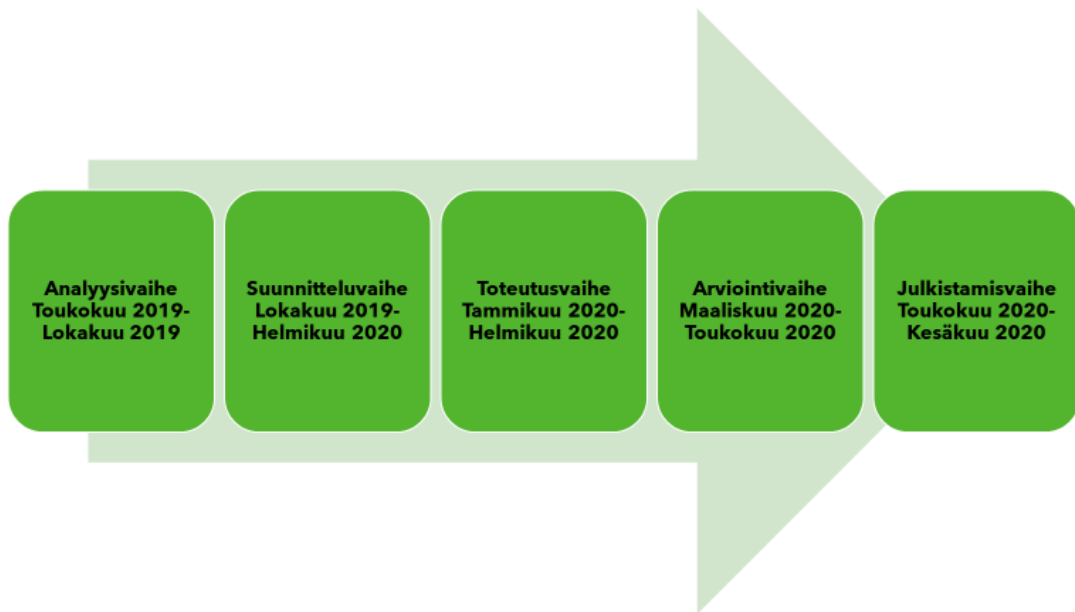 Analyysivaihe
Toukokuu 2019-
Lokakuu 2019
Suunnitteluvaihe
Lokakuu 2019-
Helmikuu 2020
Toteutusvaihe
Tammikuu 2020-
Helmikuu 2020
Arviointivaihe
Maaliskuu 2020-
Toukokuu 2020
Julkistamisvaihe
Toukokuu 2020-
Kesäkuu 2020